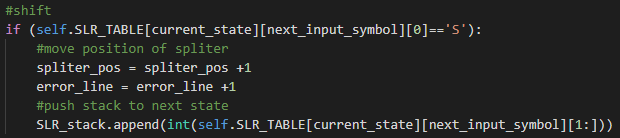 #shift
if (self.SLR_TABLE[current_state][next_input_symbol][0]=='S'):
#move position of spliter
spliter_pos = spliter_pos +1
error_line = error_line +1
#push stack to next state
SLR_stack.append(int(self.SLR_TABLE[current_state][next_input_symbol][1:]))